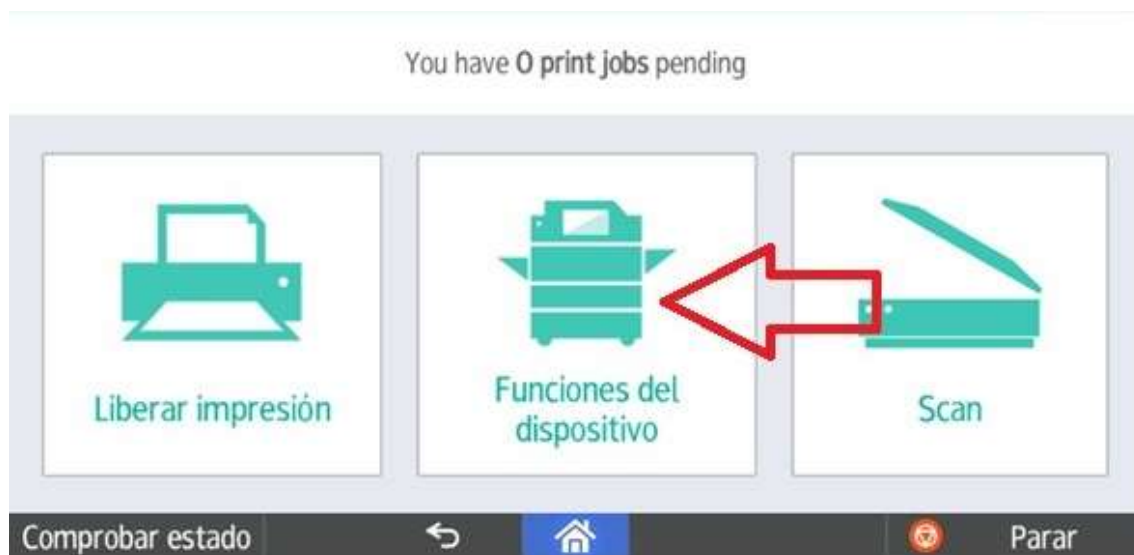 You have 0 print jobs pending
Liberar impresión
Funciones del
dispositivo
Scan
Comprobar estado
Parar